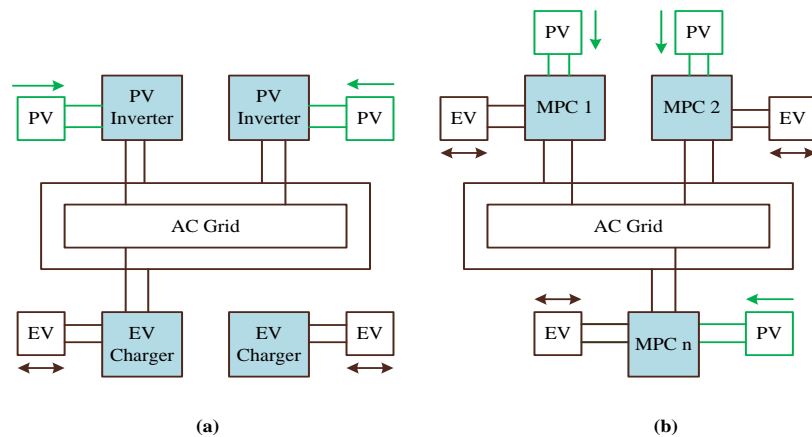 PV
PV
Inverter
PV
Inverter
PV
AC Grid
EV
EV
Charger
EV
Charger
EV
(a)
PV
PV
EV
MPC 1
MPC 2
EV
AC Grid
EV
MPC n
PV
(b)